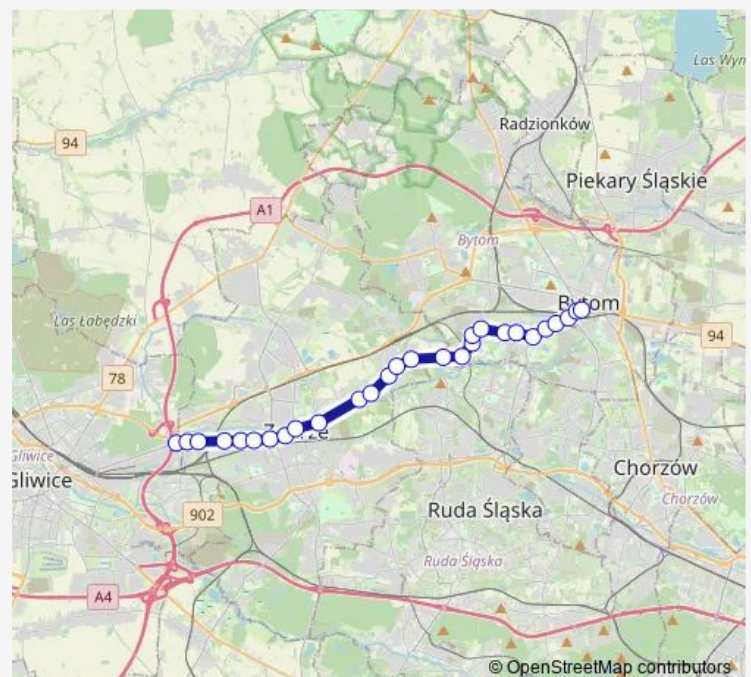 Las Wyn
94
Radzionków
Piekary Śląskie
A1
Bytom
Las Łabędzki
Bytom
94
78
Gliwice
Gliwice
Chorzów
Chorzów
902
Ruda Śląska
Ruda Śląska
A4
© OpenStreetMap contributors